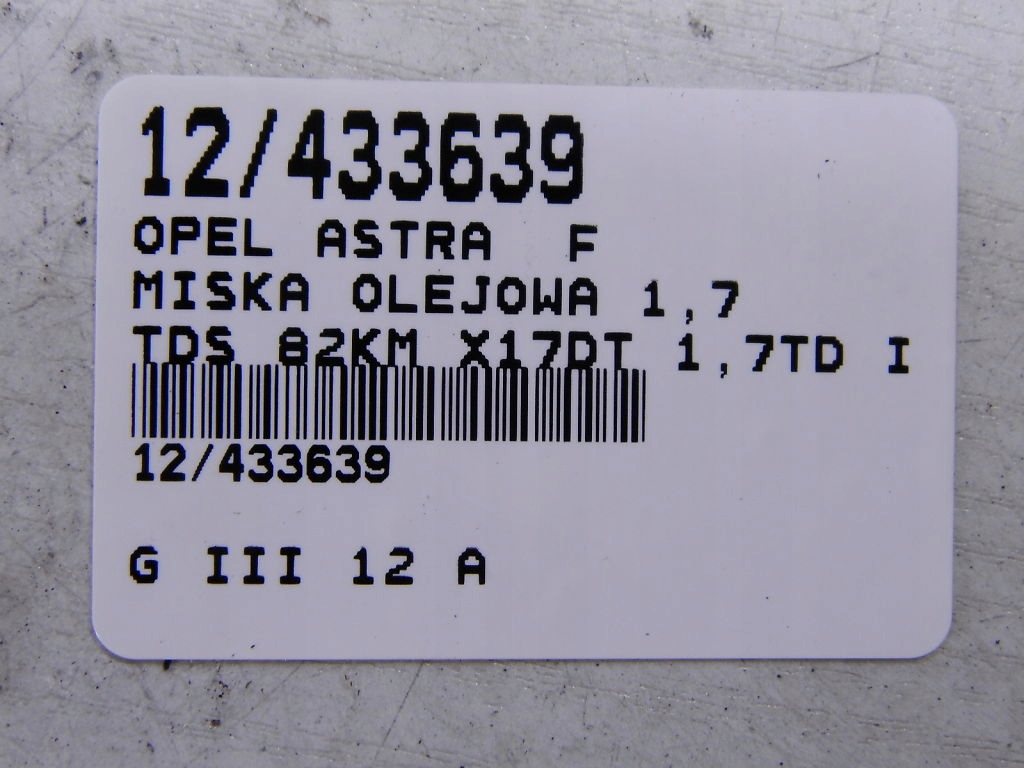 12/433639
OPEL ASTRA F
MISKA OLEJOWA 1,7
TDS 82KM X17DT 1,7TD I
12/433639
G III 12 A